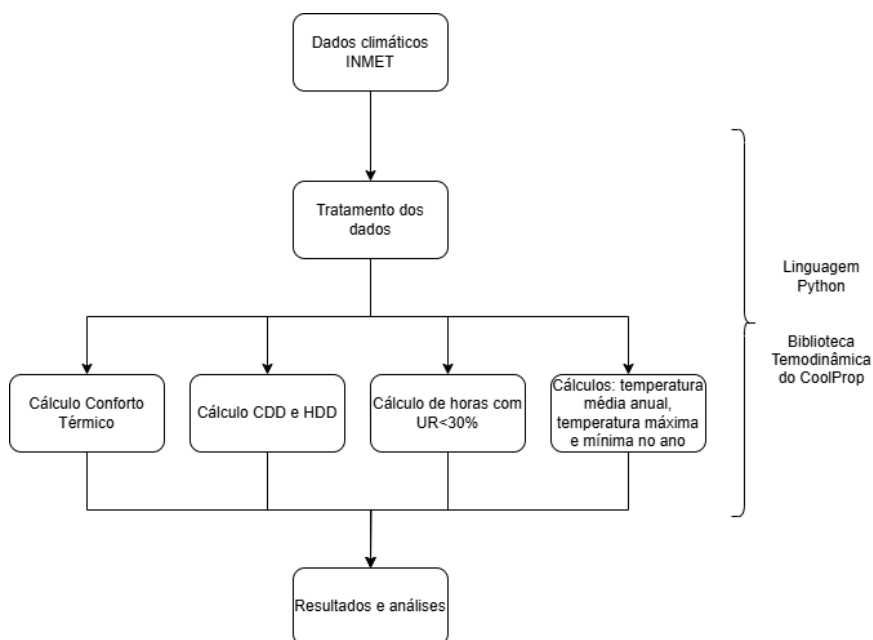 Dados climáticos
INMET
Tratamento dos
dados
Linguagem
Python
Biblioteca
Temodinâmica
do CoolProp
Cálculo Conforto
Térmico
Cálculo CDD e HDD
Cálculo de horas com
UR<30%
Cálculos: temperatura
média anual,
temperatura máxima
e mínima no ano
Resultados e análises